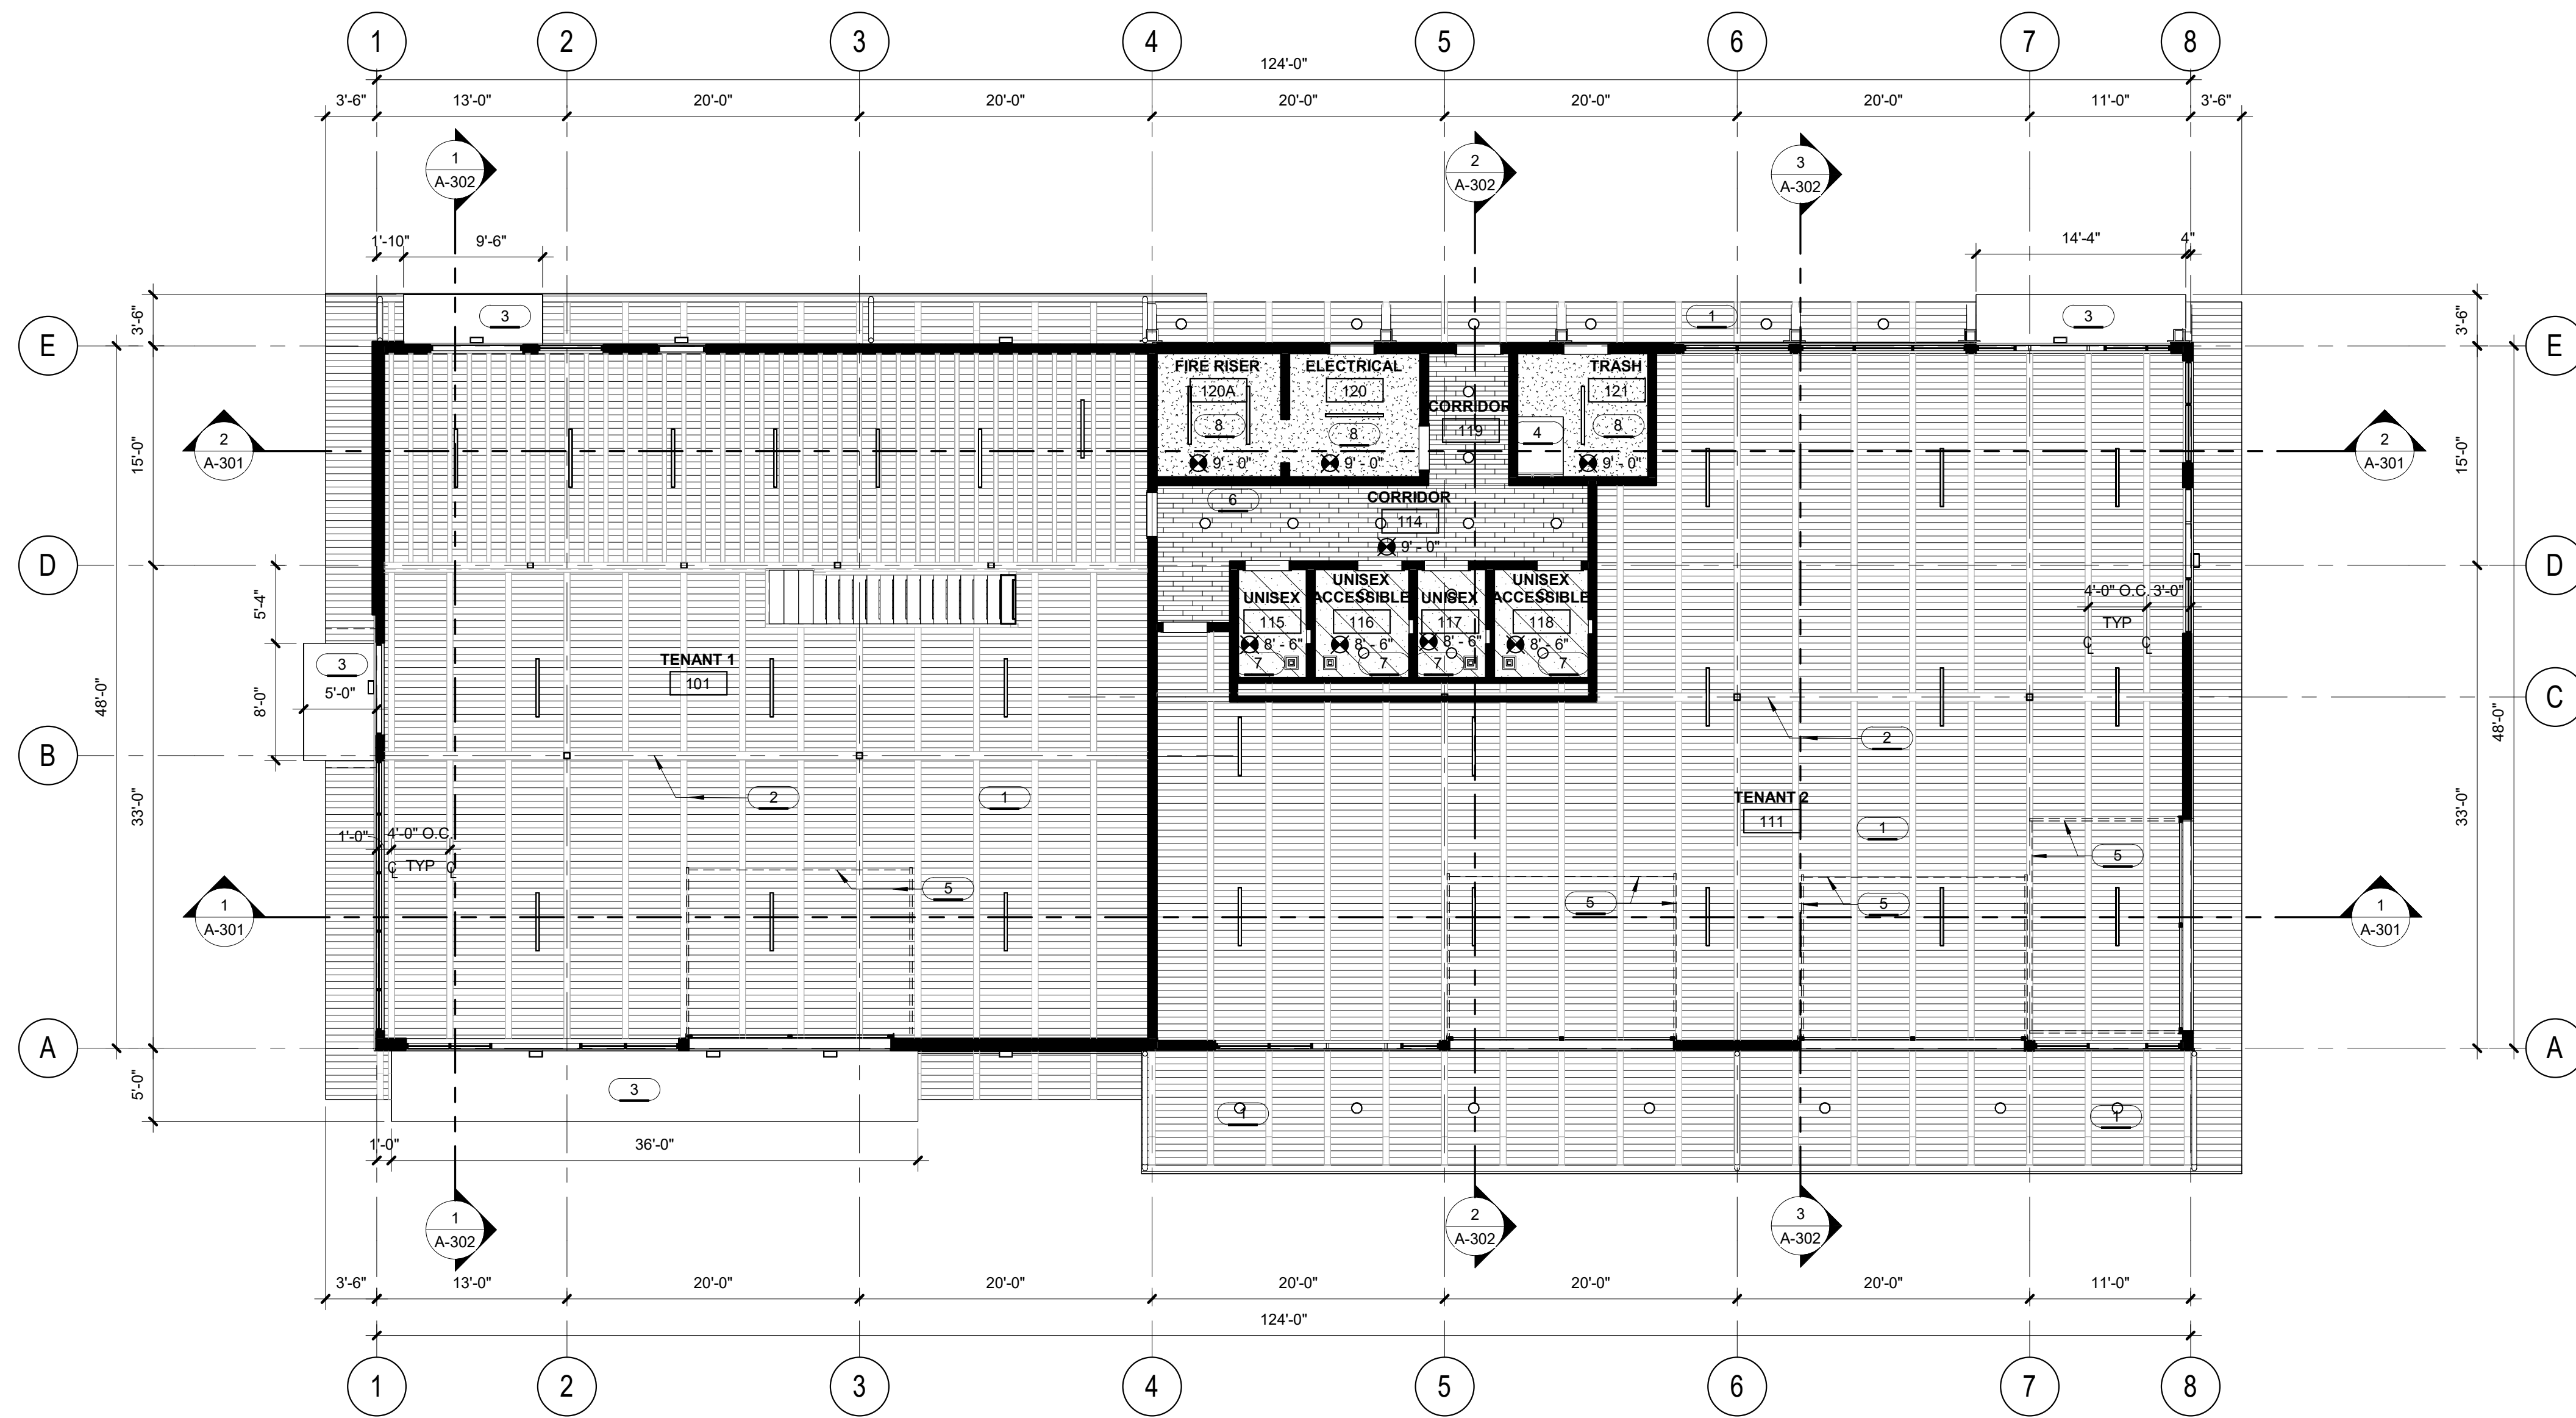 1 2 3 4 5 6 7 8
124'-0"
3'-6" 13'-0" 20'-0" 20'-0" 20'-0" 20'-0" 20'-0" 11'-0" 3'-6"
1 A-302
2 A-302
3 A-302
1'-10" 9'-6" 14'-4" 4"
3'-6" 3 1 3 3'-6"
E E
FIRE RISER ELECTRICAL TRASH
120A 120 121
CORRIDOR
8 8 119 4 8
2 A-301
2 A-301
9' - 0" 9' - 0" 9' - 0"
15'-0" 15'-0"
6 CORRIDOR
114
9' - 0"
D D
UNISEX ACCESSIBLE
UNISEX ACCESSIBLE
UNISEX UNISEX
115 116 117 118
8' - 6" 8' - 6" 8' - 6" 8' - 6"
7 7 7 7
5'-4"
4'-0" O.C. 3'-0"
TYP
C L C L
TENANT 1
101
3
5'-0"
8'-0"
48'-0" 48'-0"
C
B
2
2 1
TENANT 2
111
1
33'-0" 33'-0"
1'-0" 4'-0" O.C.
C L TYP C L
5
5
5 5
1 A-301
1 A-301
A A
5'-0"
3
1 1
1'-0" 36'-0"
1 A-302
2 A-302
3 A-302
3'-6" 13'-0" 20'-0" 20'-0" 20'-0" 20'-0" 20'-0" 11'-0"
124'-0"
1 2 3 4 5 6 7 8